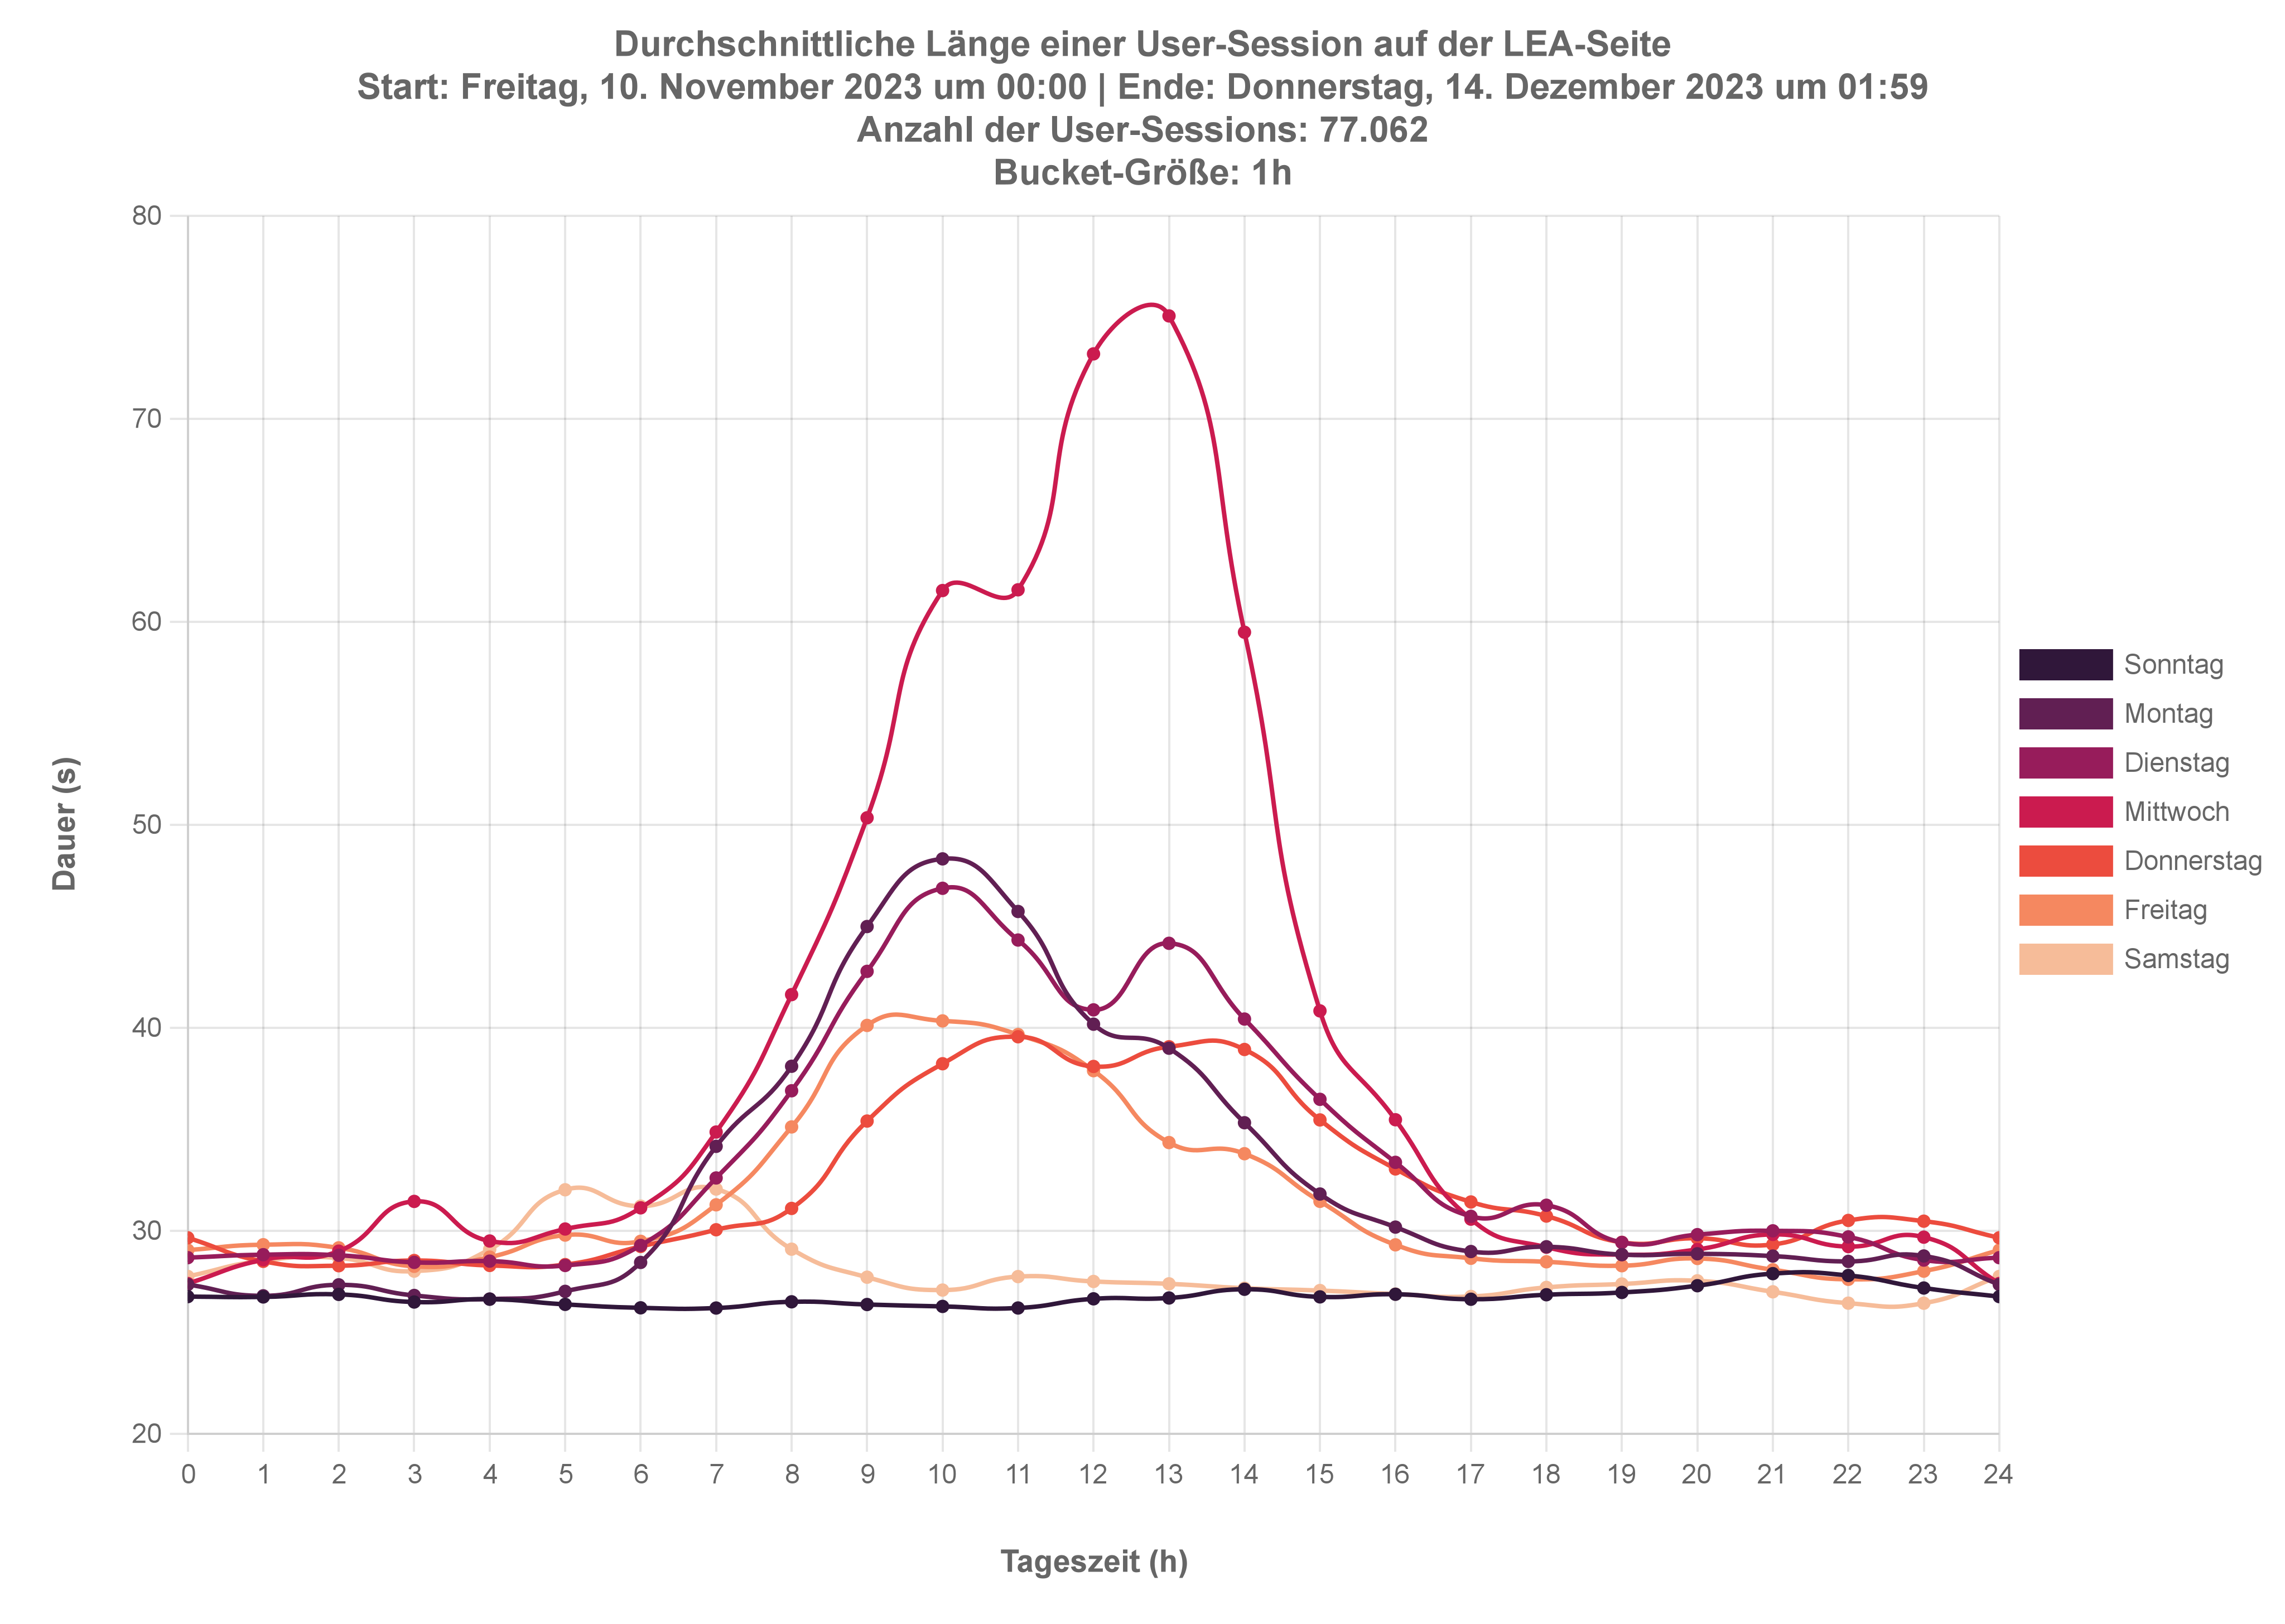 Durchschnittliche Länge einer User-Session auf der LEA-Seite
Start: Freitag, 10. November 2023 um 00:00 | Ende: Donnerstag, 14. Dezember 2023 um 01:59
Anzahl der User-Sessions: 77.062
Bucket-Größe: 1h
80
70
60
50
40
30
20
Dauer (s)
0 1 2 3 4 5 6 7 8 9 10 11 12 13 14 15 16 17 18 19 20 21 22 23 24
Tageszeit (h)
Sonntag
Montag
Dienstag
Mittwoch
Donnerstag
Freitag
Samstag